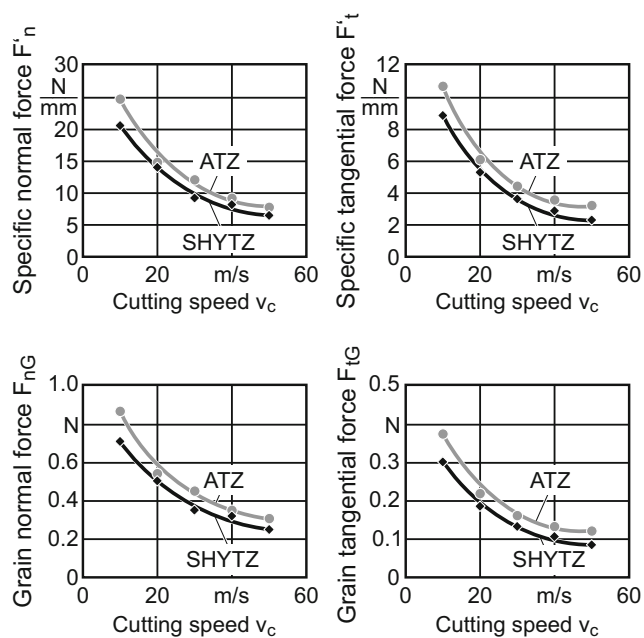 Specific normal force F'n
30
N
mm
20
15
10
5
0
ATZ
SHYTZ
0 20 m/s 60
Cutting speed vc
Specific tangential force F't
12
N
mm
8
6
4
2
0
ATZ
SHYTZ
0 20 m/s 60
Cutting speed vc
Grain normal force FnG
1.0
N
0.6
0.4
0.2
0
ATZ
SHYTZ
0 20 m/s 60
Cutting speed vc
Grain tangential force FtG
0.5
N
0.3
0.2
0.1
0
ATZ
SHYTZ
0 20 m/s 60
Cutting speed vc